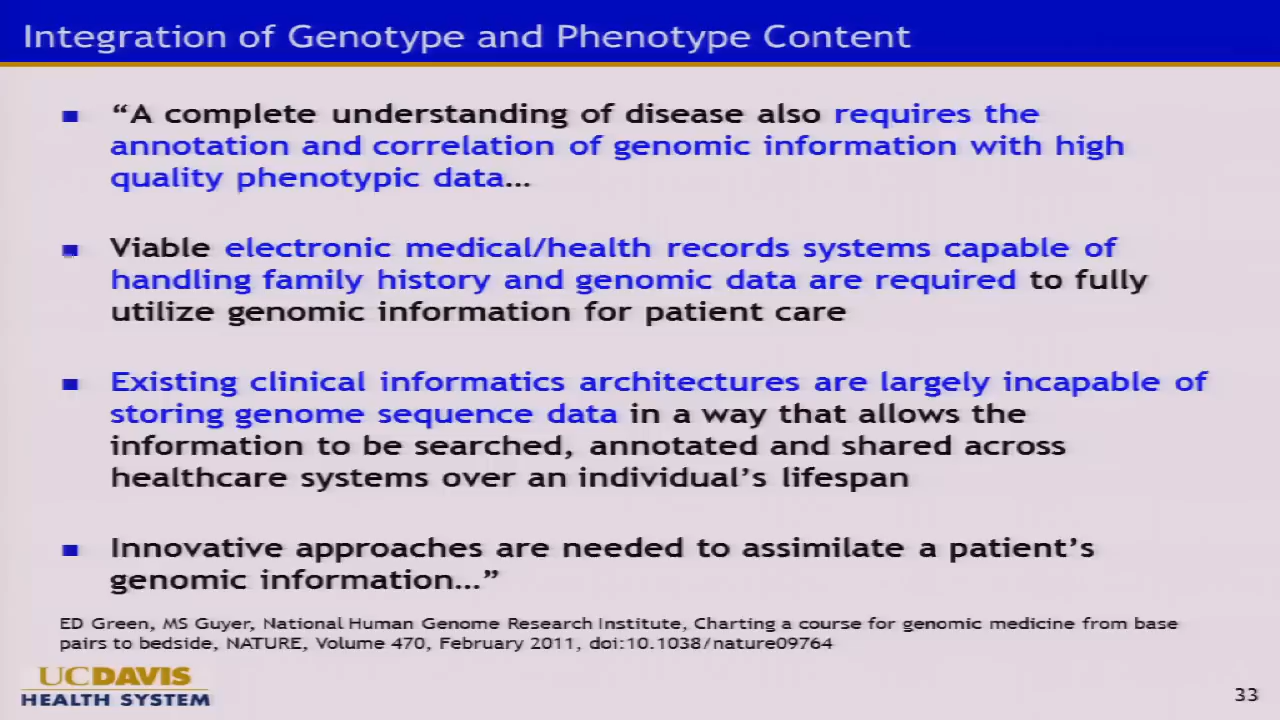 Integration of Genotype and Phenotype Content
“A complete understanding of disease also requires the
annotation and correlation of genomic information with high
quality phenotypic data…
Viable electronic medical/health records systems capable of
handling family history and genomic data are required to fully
utilize genomic information for patient care
Existing clinical informatics architectures are largely incapable of
storing genome sequence data in a way that allows the
information to be searched, annotated and shared across
healthcare systems over an individual’s lifespan
Innovative approaches are needed to assimilate a patient’s
genomic information…”
ED Green, MS Guyer, National Human Genome Research Institute, Charting a course for genomic medicine from base
pairs to bedside, NATURE, Volume 470, February 2011, doi:10.1038/nature09764
UCDAVIS
HEALTH SYSTEM
33